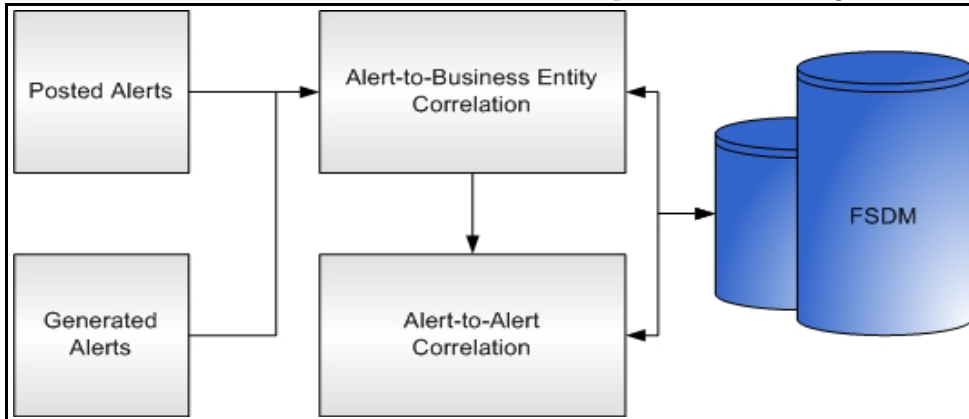 Posted Alerts
Alert-to-Business Entity
Correlation
FSDM
Generated
Alerts
Alert-to-Alert
Correlation